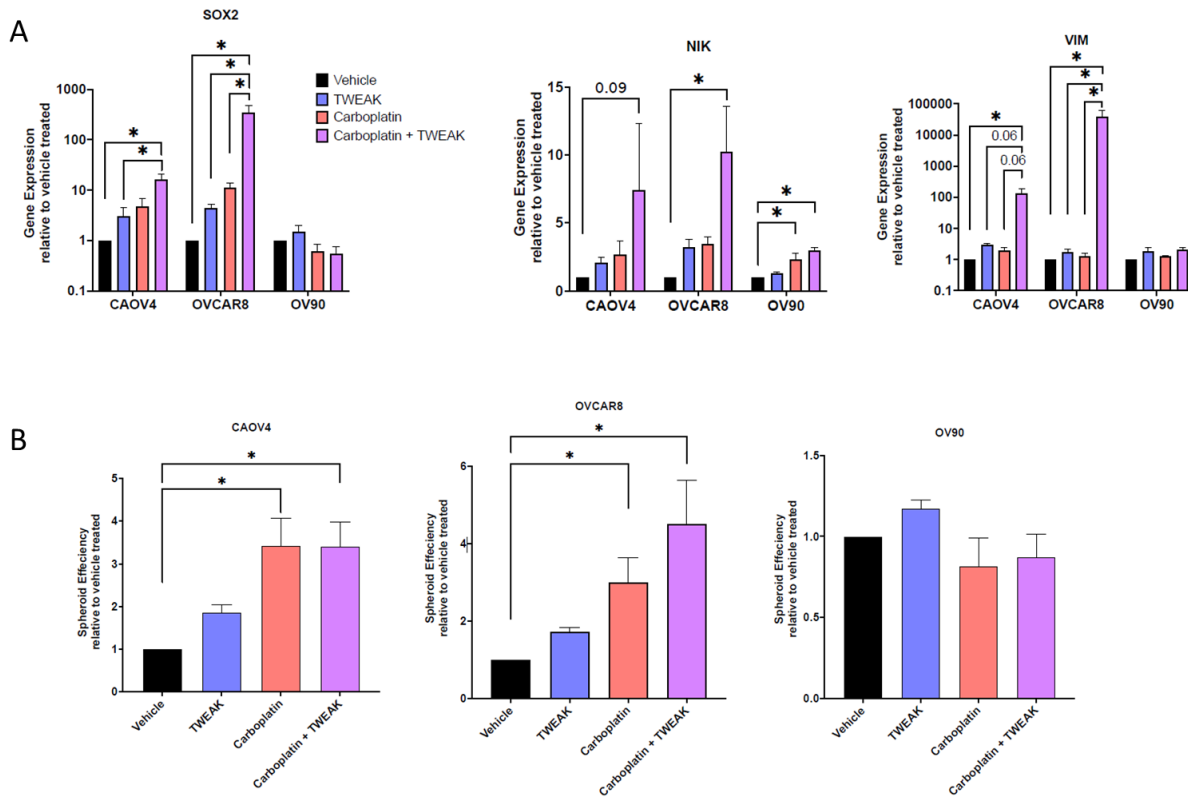 A
SOX2
Gene Expression
relative to vehicle treated
1000
100
10
1
0.1
*
*
*
*
*
CAOV4
OVCAR8
OV90
Vehicle
TWEAK
Carboplatin
Carboplatin + TWEAK
NIK
Gene Expression
relative to vehicle treated
15
10
5
0
0.09
*
*
*
CAOV4
OVCAR8
OV90
VIM
Gene Expression
relative to vehicle treated
100000
10000
1000
100
10
1
0.1
*
0.06
0.06
*
*
*
CAOV4
OVCAR8
OV90
B
CAOV4
Spheroid Effeciency
relative to vehicle treated
5
4
3
2
1
0
*
*
Vehicle
TWEAK
Carboplatin
Carboplatin + TWEAK
OVCAR8
Spheroid Effeciency
relative to vehicle treated
6
4
2
0
*
*
Vehicle
TWEAK
Carboplatin
Carboplatin + TWEAK
OV90
Spheroid Effeciency
relative to vehicle treated
1.5
1.0
0.5
0.0
Vehicle
TWEAK
Carboplatin
Carboplatin + TWEAK